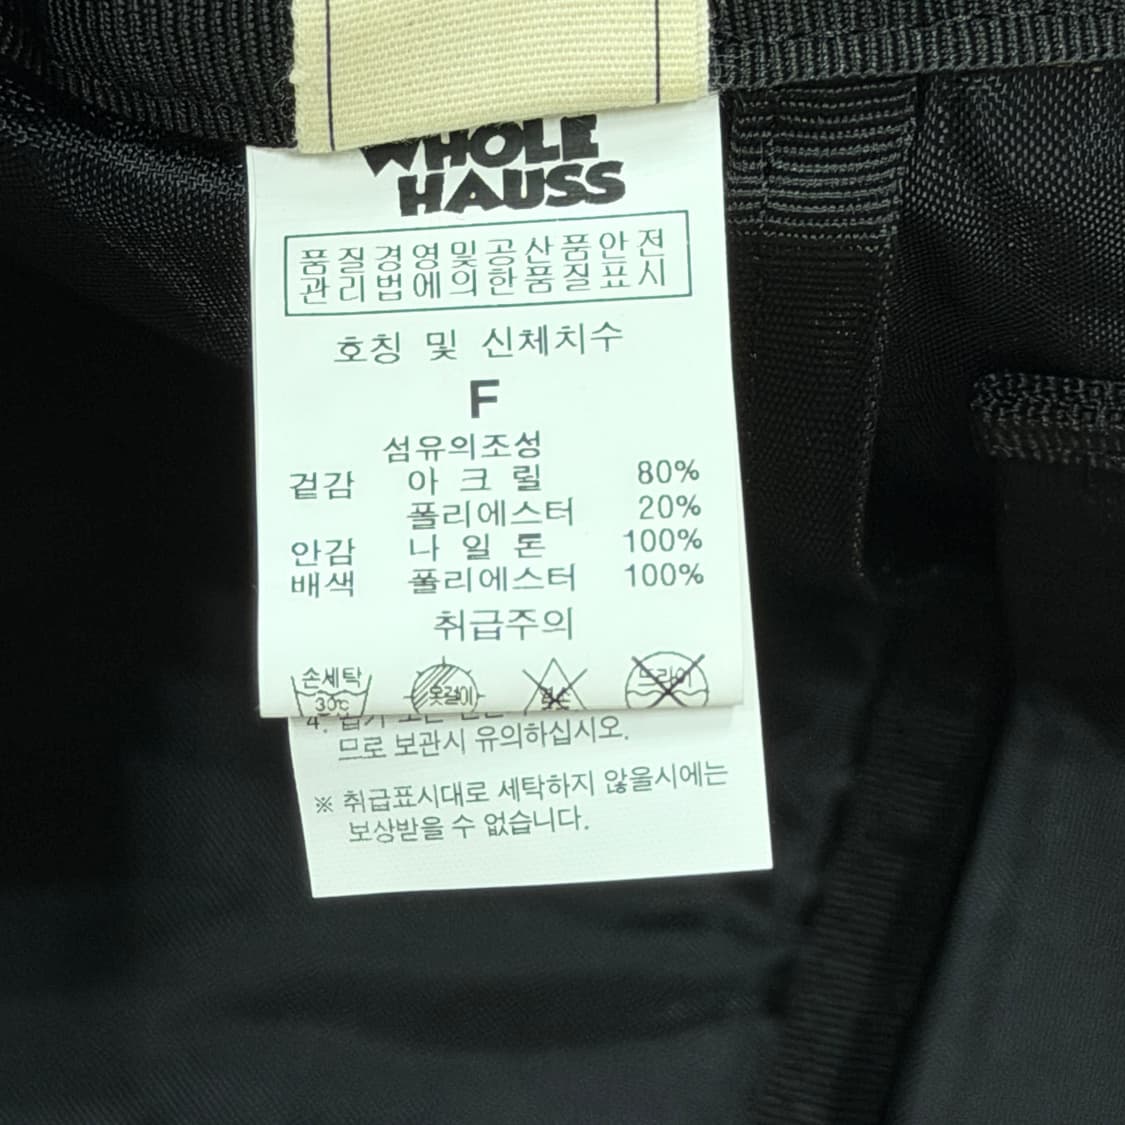 WHOLE
HAUSS
품질경영및공산품안전
관리법에의한품질표시
호칭 및 신체치수
F
섬유의조성
겉감 아크릴 80%
폴리에스터 20%
안감 나일론 100%
배색 폴리에스터 100%
취급주의
손세탁 옷걸이 드라이
30℃
4.
므로 보관시 유의하십시오.
※ 취급표시대로 세탁하지 않을시에는
보상받을 수 없습니다.